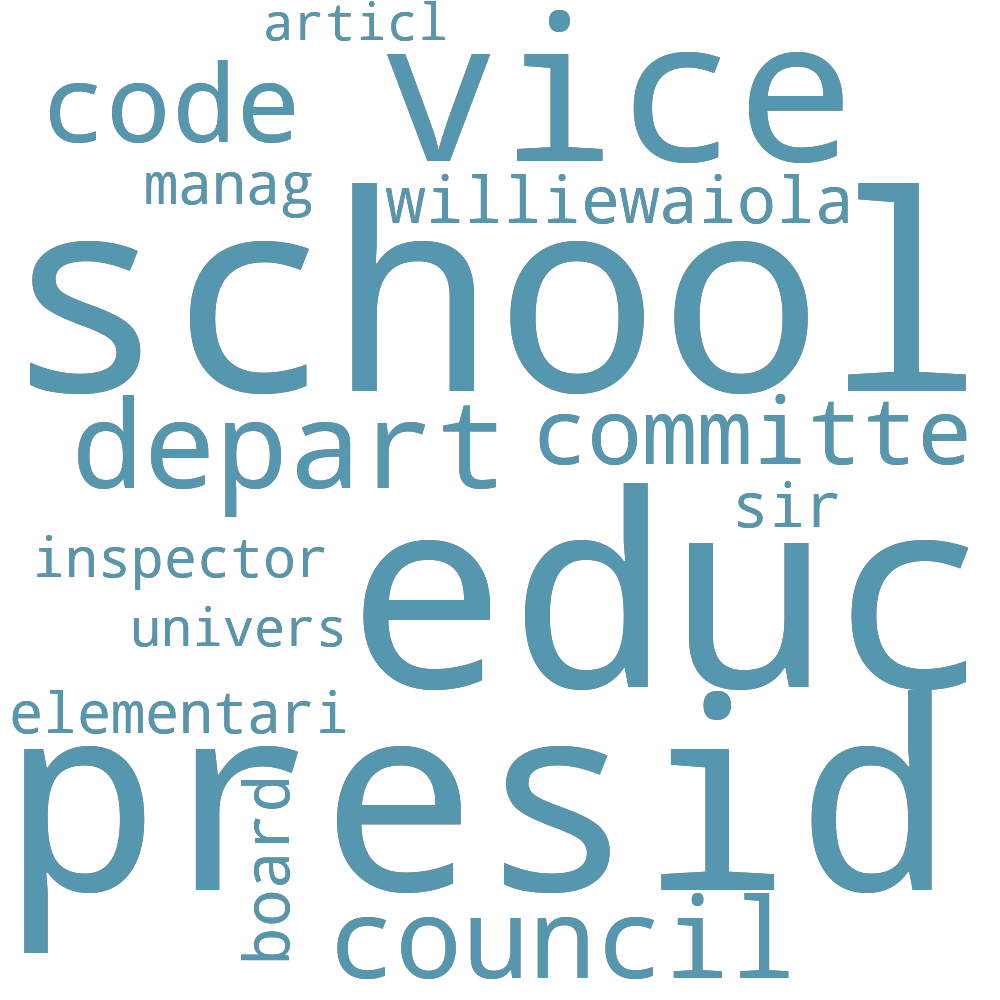 articl
vice
code
manag
williewaiola
school
depart
committe
sir
educ
inspector
univers
elementari
presid
board
council